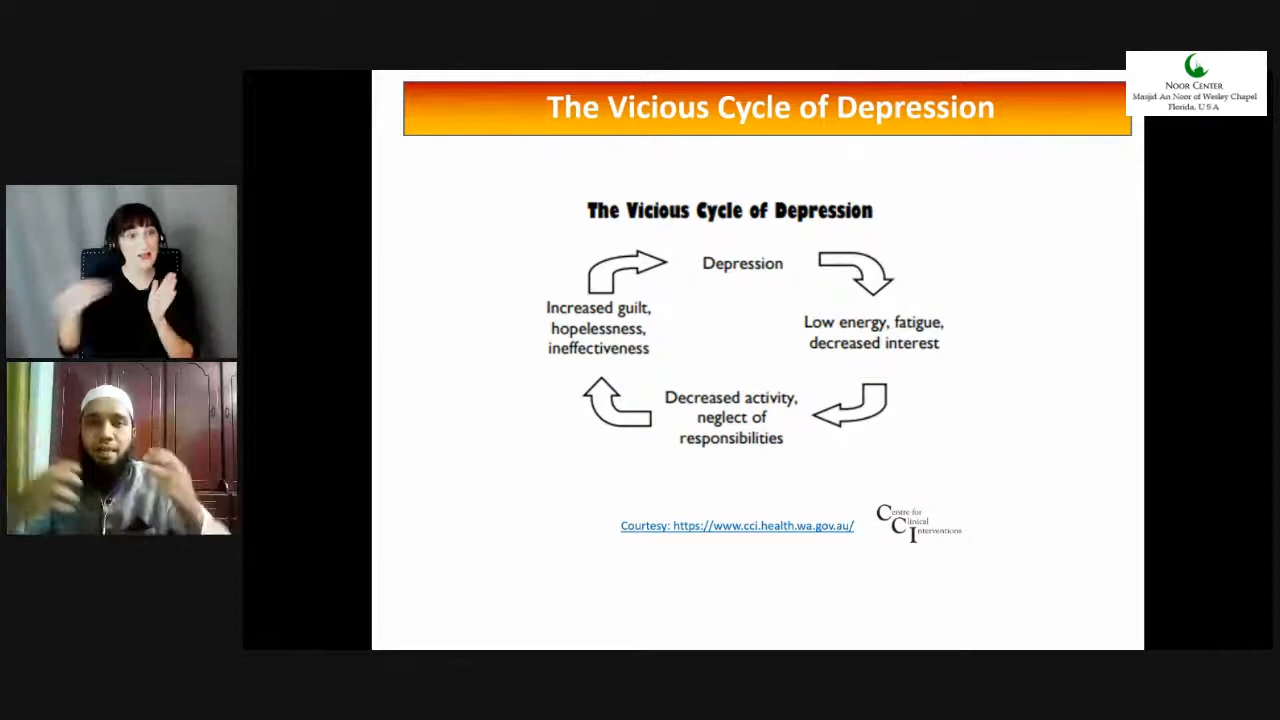 The Vicious Cycle of Depression
NOOR CENTER
Masjid An Noor of Wesley Chapel
Florida, U S A
The Vicious Cycle of Depression
Depression
Low energy, fatigue,
decreased interest
Decreased activity,
neglect of
responsibilities
Increased guilt,
hopelessness,
ineffectiveness
Courtesy: https://www.cci.health.wa.gov.au/
Centre for
Clinical
Interventions